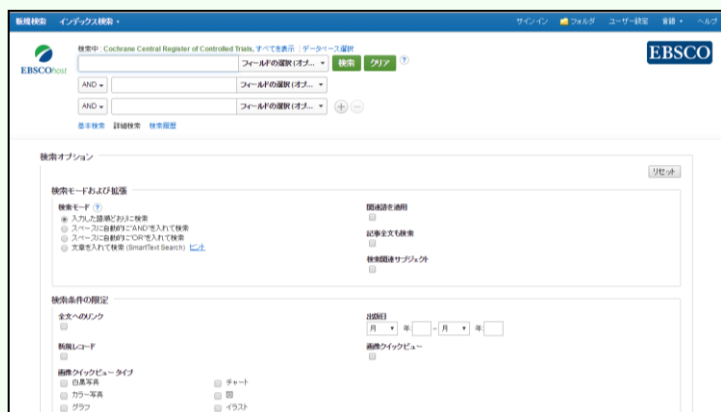 新規検索 インデックス検索 サインイン フォルダ ユーザー設定 言語 ヘルプ
検索中: Cochrane Central Register of Controlled Trials, すべてを表示 | データベース選択
EBSCOhost フィールドの選択 (オプ... 検索 クリア ? EBSCO
AND フィールドの選択 (オプ...
AND フィールドの選択 (オプ...
基本検索 詳細検索 検索履歴
検索オプション
リセット
検索モードおよび拡張
検索モード ? 関連語を適用
入力した語順どおりに検索
スペースに自動的に"AND"を入れて検索 記事全文も検索
スペースに自動的に"OR"を入れて検索
文章を入れて検索 (SmartText Search) ヒント 検索関連サブジェクト
検索条件の限定
全文へのリンク 出版日
月 年: - 月 年:
新規レコード 画像クイックビュー
画像クイックビュー タイプ
白黒写真 チャート
カラー写真 図
グラフ イラスト